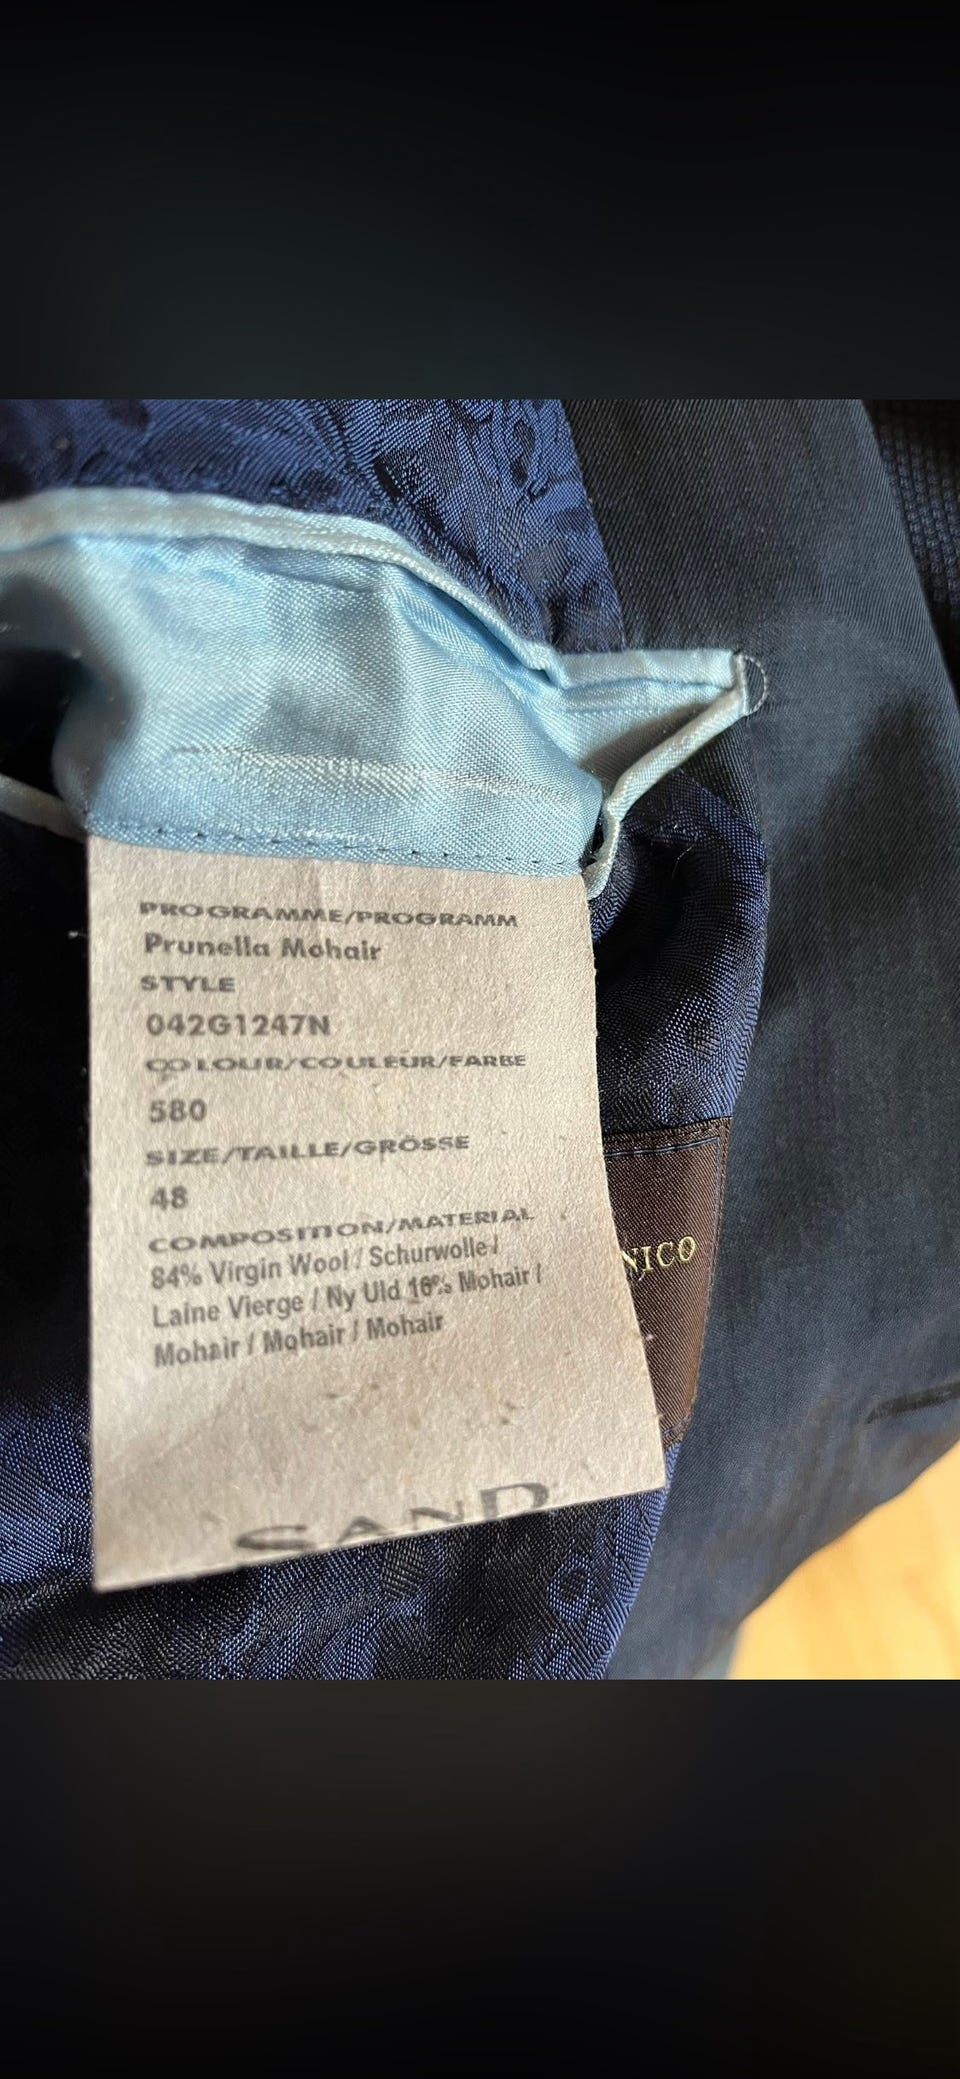 PROGRAMME/PROGRAMM
Prunella Mohair
STYLE
042G1247N
COLOUR/COULEUR/FARBE
580
SIZE/TAILLE/GRÖSSE
48
COMPOSITION/MATERIAL
84% Virgin Wool / Schurwolle /
Laine Vierge / Ny Uld 16% Mohair /
Mohair / Mohair / Mohair
SAND
NICO